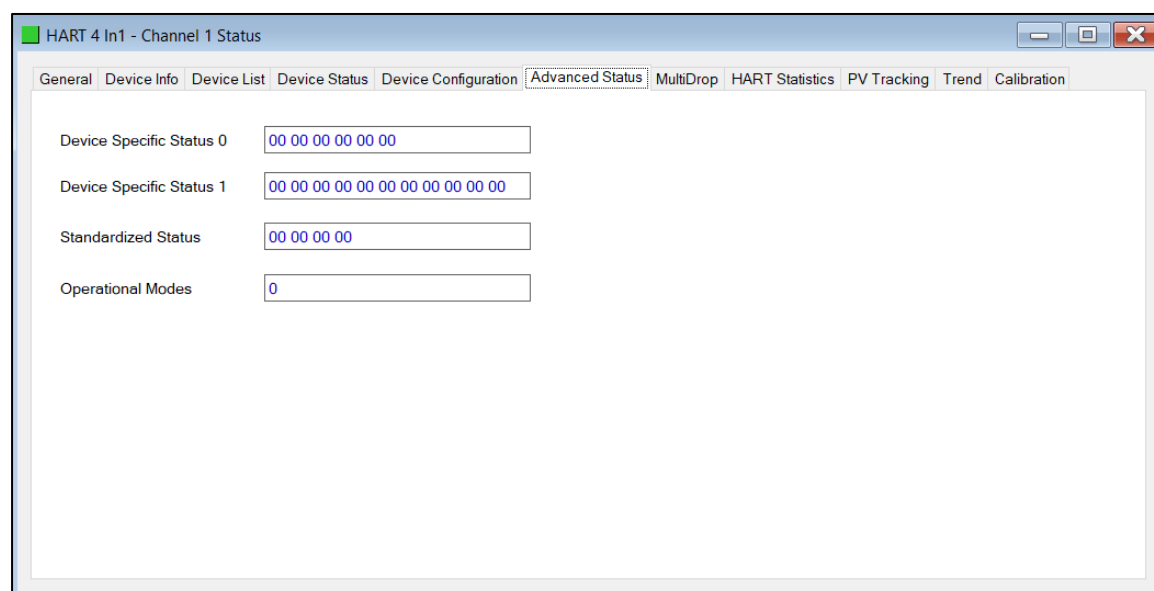 HART 4 In1 - Channel 1 Status
General Device Info Device List Device Status Device Configuration Advanced Status MultiDrop HART Statistics PV Tracking Trend Calibration
Device Specific Status 0 00 00 00 00 00 00
Device Specific Status 1 00 00 00 00 00 00 00 00 00 00 00
Standardized Status 00 00 00 00
Operational Modes 0